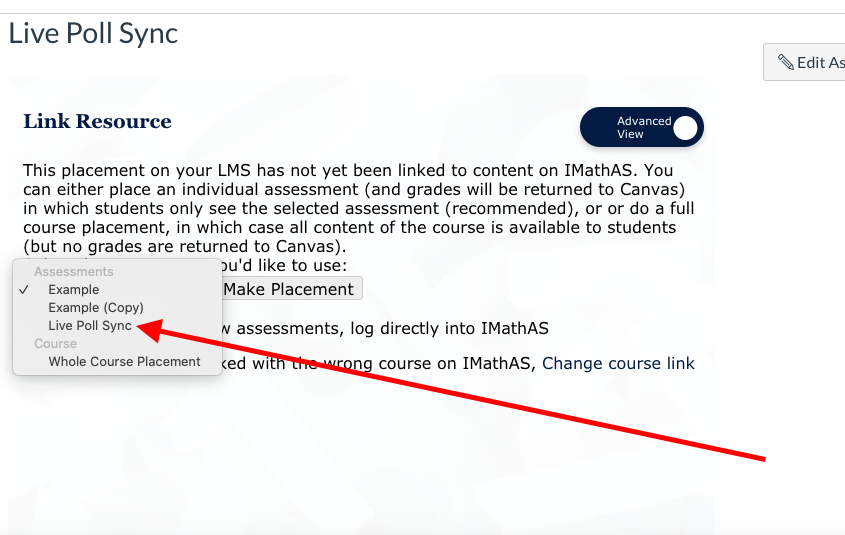 Live Poll Sync
Edit As
Link Resource
Advanced
View
This placement on your LMS has not yet been linked to content on IMathAS. You
can either place an individual assessment (and grades will be returned to Canvas)
in which students only see the selected assessment (recommended), or or do a full
course placement, in which case all content of the course is available to students
(but no grades are returned to Canvas).
ou'd like to use:
Assessments
✓ Example
Make Placement
Example (Copy)
Live Poll Sync
w assessments, log directly into IMathAS
Course
Whole Course Placement
ked with the wrong course on IMathAS, Change course link